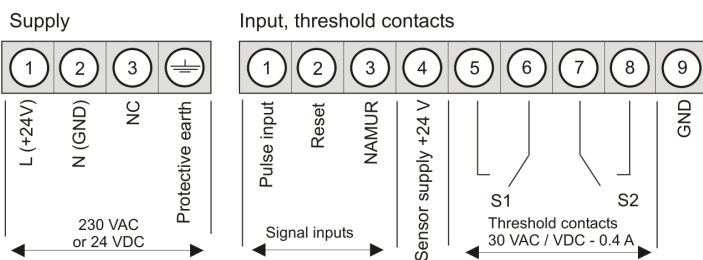 Supply
1 2 3
L (+24V)
N (GND)
NC
Protective earth
230 VAC
or 24 VDC
Input, threshold contacts
1 2 3 4 5 6 7 8 9
Pulse input
Reset
NAMUR
Sensor supply +24 V
GND
S1 S2
Signal inputs
Threshold contacts
30 VAC / VDC - 0.4 A